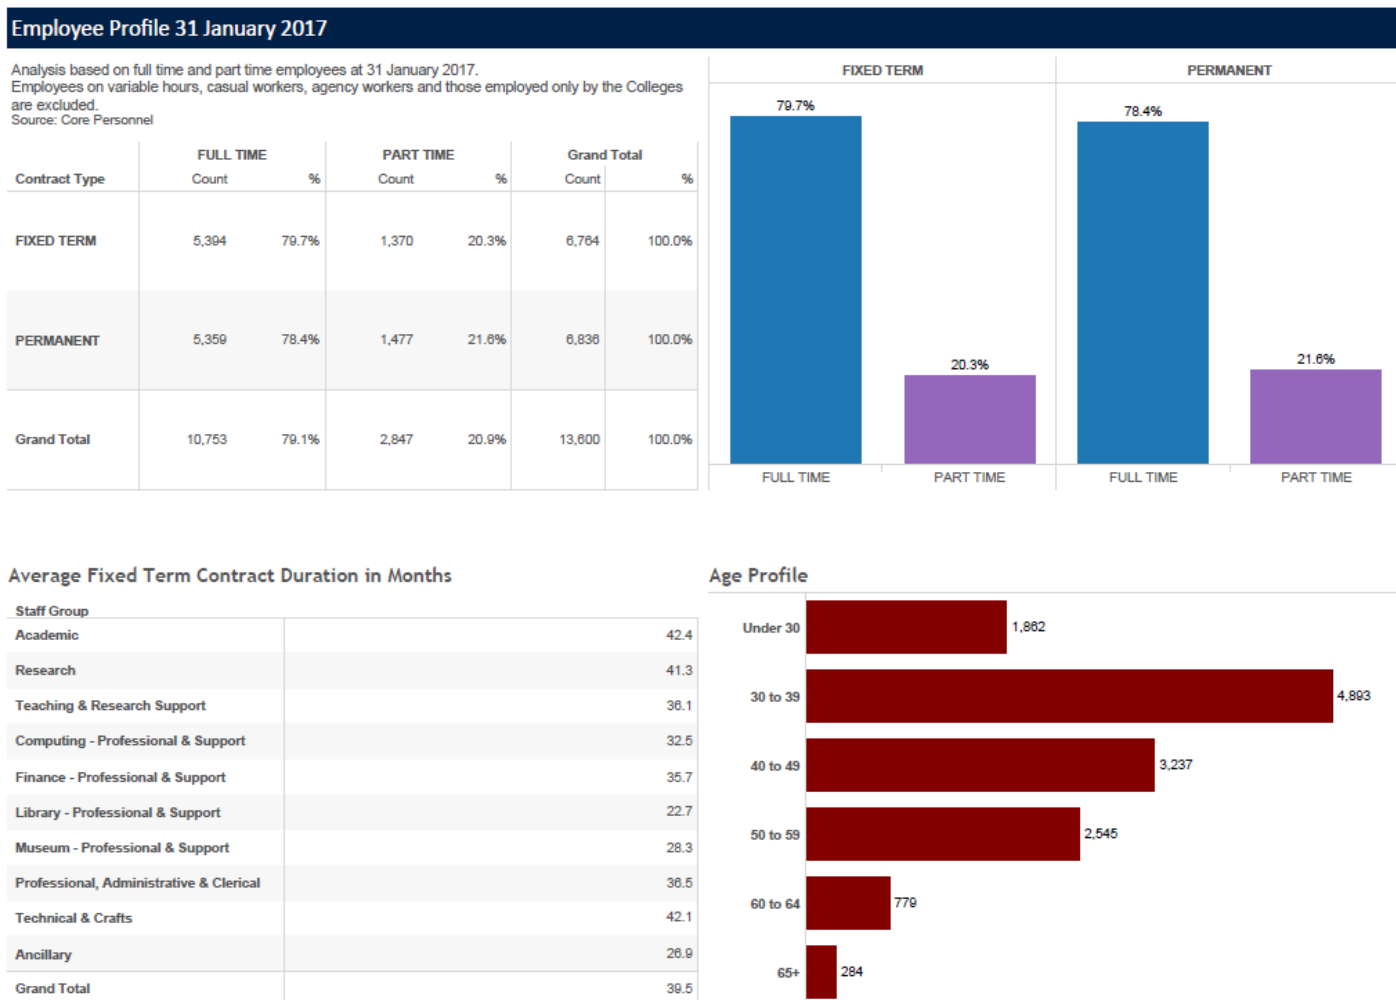 Employee Profile 31 January 2017
Analysis based on full time and part time employees at 31 January 2017.
Employees on variable hours, casual workers, agency workers and those employed only by the Colleges
are excluded.
Source: Core Personnel
FULL TIME PART TIME Grand Total
Contract Type Count % Count % Count %
FIXED TERM 5,394 79.7% 1,370 20.3% 6,764 100.0%
PERMANENT 5,359 78.4% 1,477 21.6% 6,836 100.0%
Grand Total 10,753 79.1% 2,847 20.9% 13,600 100.0%
FIXED TERM PERMANENT
79.7% 78.4%
20.3% 21.6%
FULL TIME PART TIME FULL TIME PART TIME
Average Fixed Term Contract Duration in Months
Staff Group
Academic 42.4
Research 41.3
Teaching & Research Support 36.1
Computing - Professional & Support 32.5
Finance - Professional & Support 35.7
Library - Professional & Support 22.7
Museum - Professional & Support 28.3
Professional, Administrative & Clerical 36.5
Technical & Crafts 42.1
Ancillary 26.9
Grand Total 39.5
Age Profile
Under 30 1,862
30 to 39 4,893
40 to 49 3,237
50 to 59 2,545
60 to 64 779
65+ 284